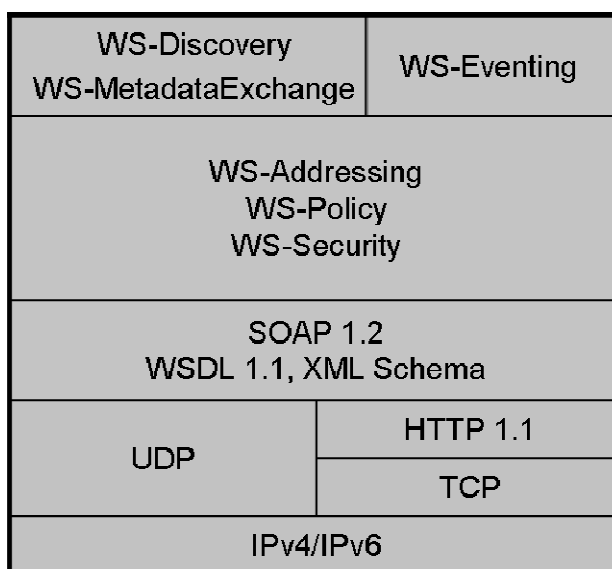 WS-Discovery
WS-MetadataExchange
WS-Eventing
WS-Addressing
WS-Policy
WS-Security
SOAP 1.2
WSDL 1.1, XML Schema
UDP
HTTP 1.1
TCP
IPv4/IPv6